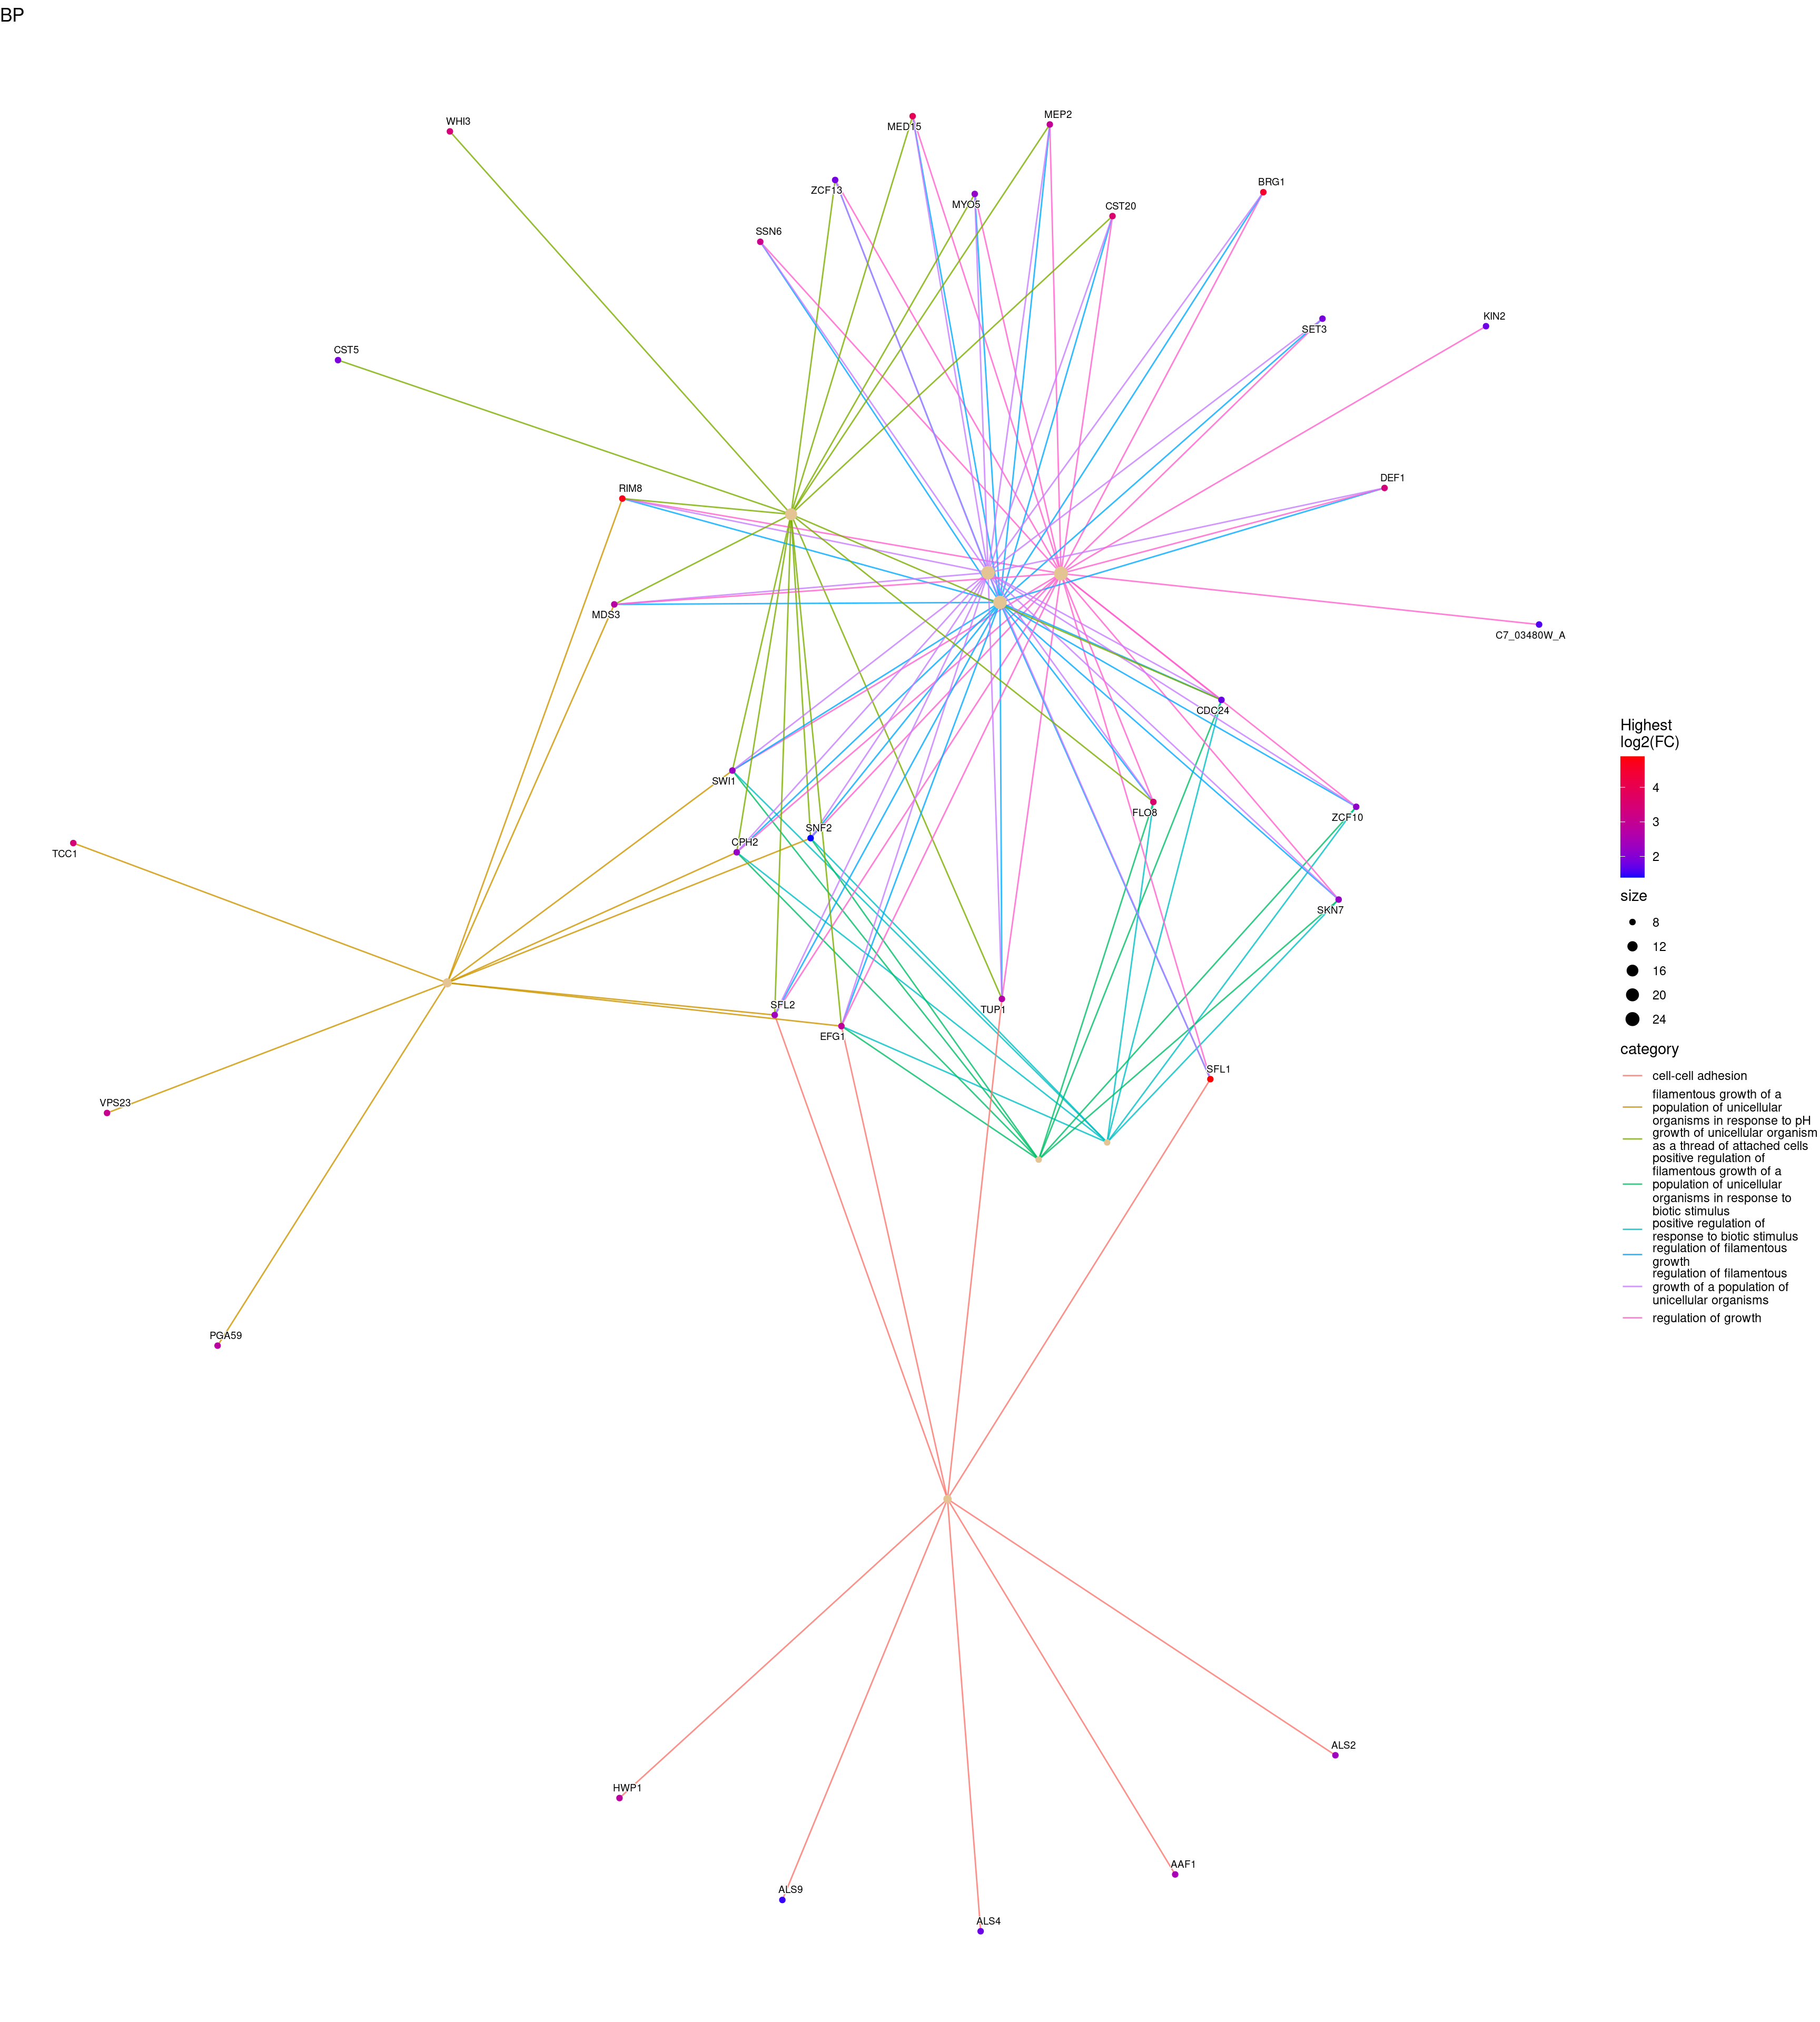 BP
WHI3
MED15
MEP2
ZCF13
MYO5
BRG1
CST20
SSN6
SET3
KIN2
CST5
RIM8
DEF1
MDS3
C7_03480W_A
CDC24
SWI1
FLO8
ZCF10
SNF2
CPH2
TCC1
SKN7
SFL2
TUP1
EFG1
SFL1
VPS23
PGA59
ALS2
HWP1
AAF1
ALS9
ALS4
Highest
log2(FC)
4
3
2
size
8
12
16
20
24
category
cell-cell adhesion
filamentous growth of a
population of unicellular
organisms in response to pH
growth of unicellular organism
as a thread of attached cells
positive regulation of
filamentous growth of a
population of unicellular
organisms in response to
biotic stimulus
positive regulation of
response to biotic stimulus
regulation of filamentous
growth
regulation of filamentous
growth of a population of
unicellular organisms
regulation of growth